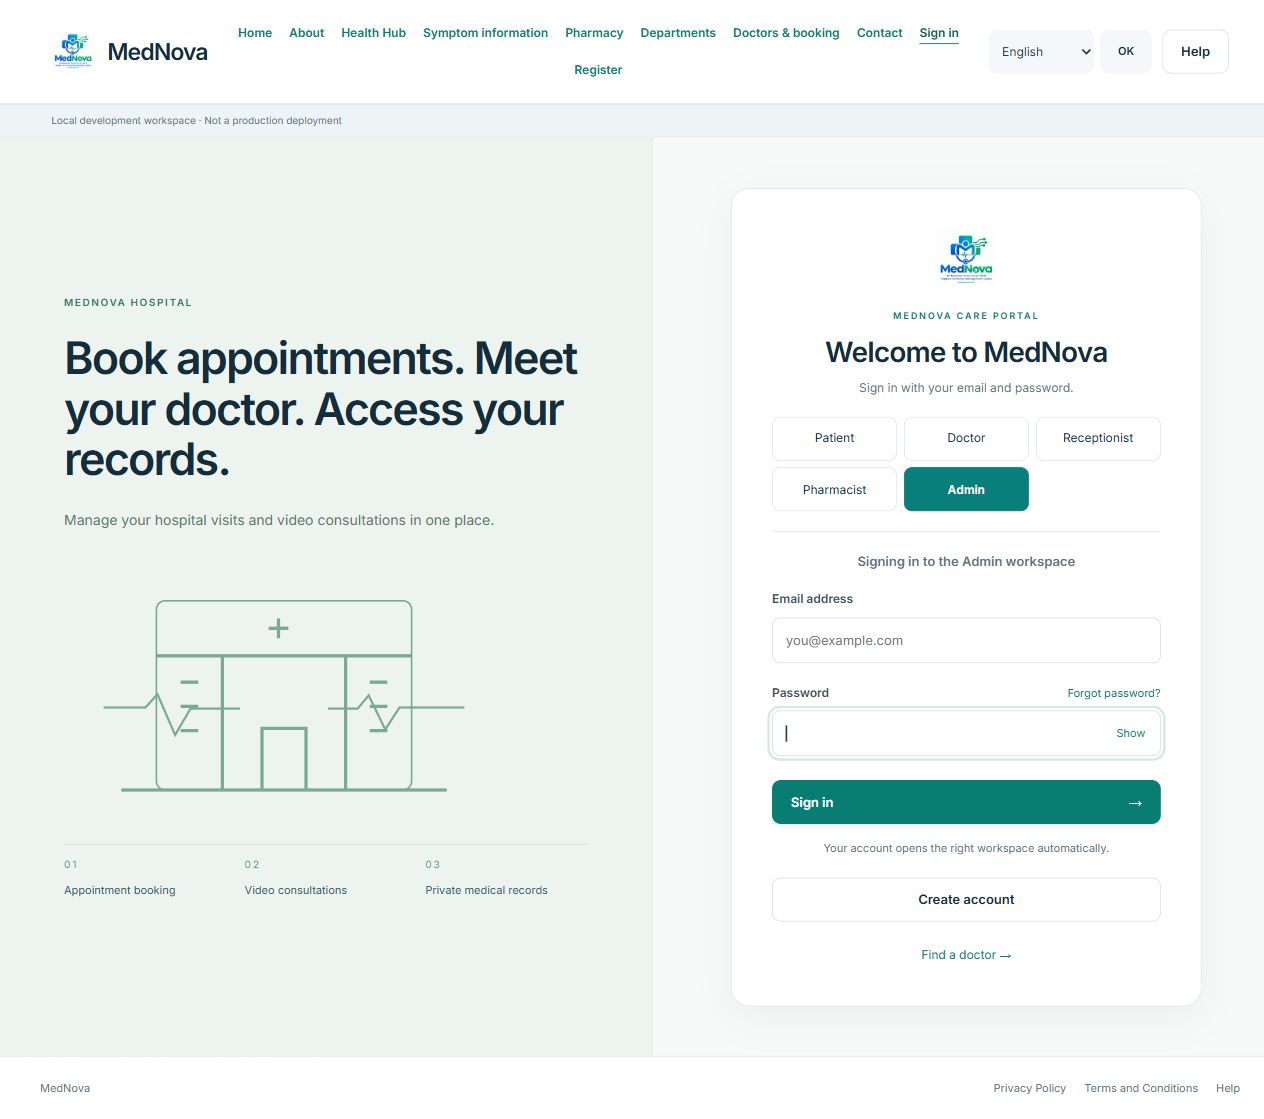 MedNova
MedNova
Home About Health Hub Symptom information Pharmacy Departments Doctors & booking Contact Sign in
Register
English
OK
Help
Local development workspace · Not a production deployment
MEDNOVA HOSPITAL
Book appointments. Meet
your doctor. Access your
records.
Manage your hospital visits and video consultations in one place.
01
Appointment booking
02
Video consultations
03
Private medical records
MedNova
MEDNOVA CARE PORTAL
Welcome to MedNova
Sign in with your email and password.
Patient
Doctor
Receptionist
Pharmacist
Admin
Signing in to the Admin workspace
Email address
you@example.com
Password
Forgot password?
Show
Sign in →
Your account opens the right workspace automatically.
Create account
Find a doctor →
MedNova
Privacy Policy Terms and Conditions Help